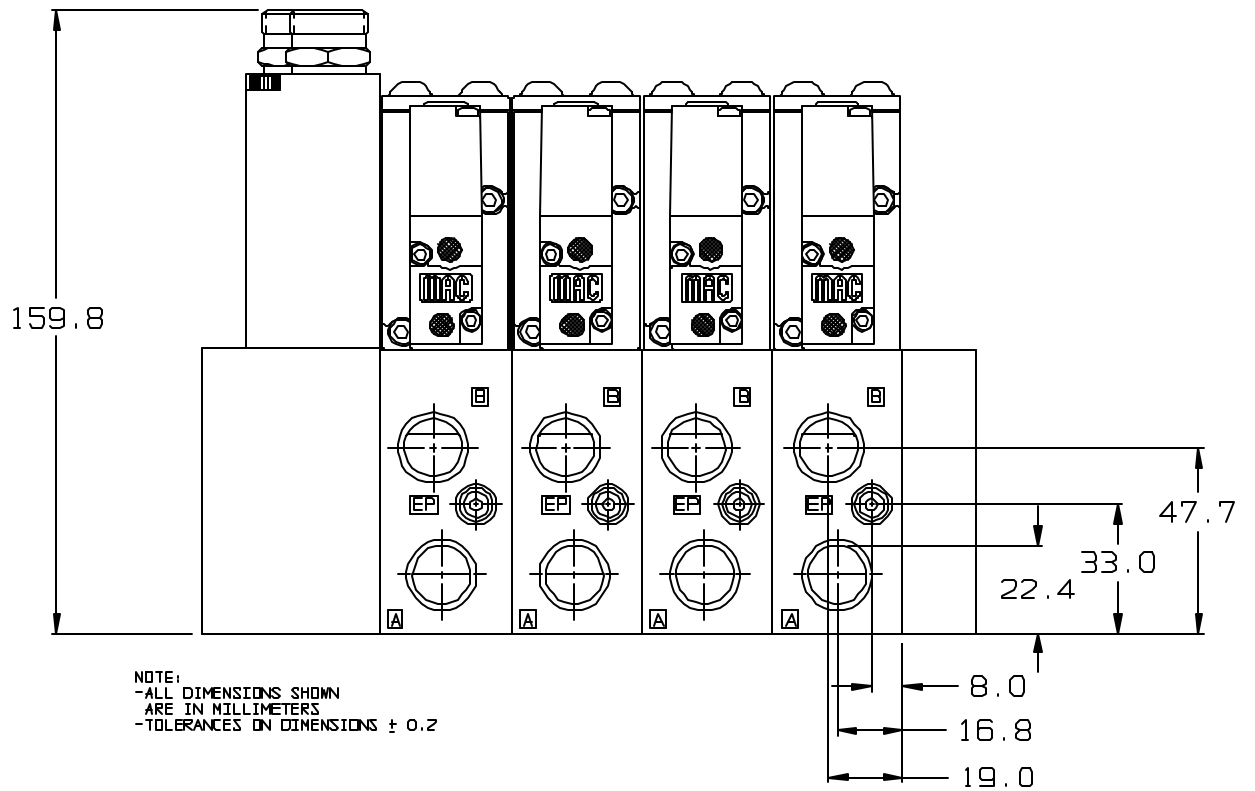 159.8
MAC MAC MAC MAC
B B B B
EP EP EP EP
A A A A
47.7
33.0
22.4
8.0
16.8
19.0
NOTE:
-ALL DIMENSIONS SHOWN
ARE IN MILLIMETERS
-TOLERANCES ON DIMENSIONS ± 0.2